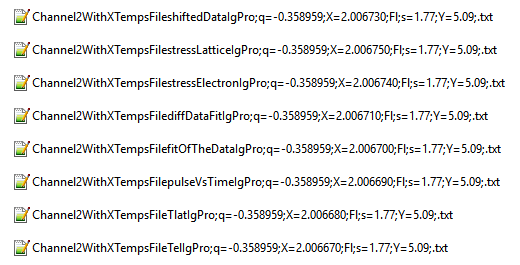 Channel2WithXTempsFileshiftedDataIgPro;q=-0.358959;X=2.006730;Fl;s=1.77;Y=5.09;.txt
Channel2WithXTempsFilestressLatticeIgPro;q=-0.358959;X=2.006750;Fl;s=1.77;Y=5.09;.txt
Channel2WithXTempsFilestressElectronIgPro;q=-0.358959;X=2.006740;Fl;s=1.77;Y=5.09;.txt
Channel2WithXTempsFilediffDataFitIgPro;q=-0.358959;X=2.006710;Fl;s=1.77;Y=5.09;.txt
Channel2WithXTempsFilefitOfTheDataIgPro;q=-0.358959;X=2.006700;Fl;s=1.77;Y=5.09;.txt
Channel2WithXTempsFilepulseVsTimeIgPro;q=-0.358959;X=2.006690;Fl;s=1.77;Y=5.09;.txt
Channel2WithXTempsFileTlatIgPro;q=-0.358959;X=2.006680;Fl;s=1.77;Y=5.09;.txt
Channel2WithXTempsFileTelIgPro;q=-0.358959;X=2.006670;Fl;s=1.77;Y=5.09;.txt